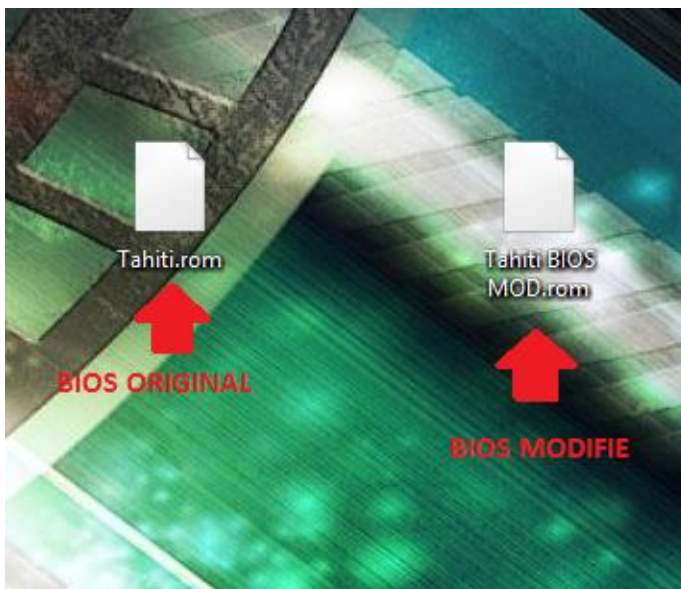 Tahiti.rom
BIOS ORIGINAL
Tahiti BIOS
MOD.rom
BIOS MODIFIE